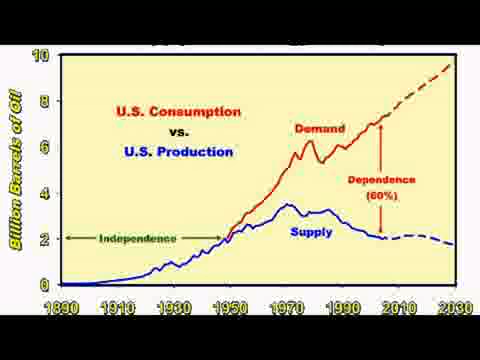 10
8
6
4
2
0
Billion Barrels of Oil
U.S. Consumption
vs.
U.S. Production
Demand
Dependence
(60%)
Independence
Supply
1890 1910 1930 1950 1970 1990 2010 2030